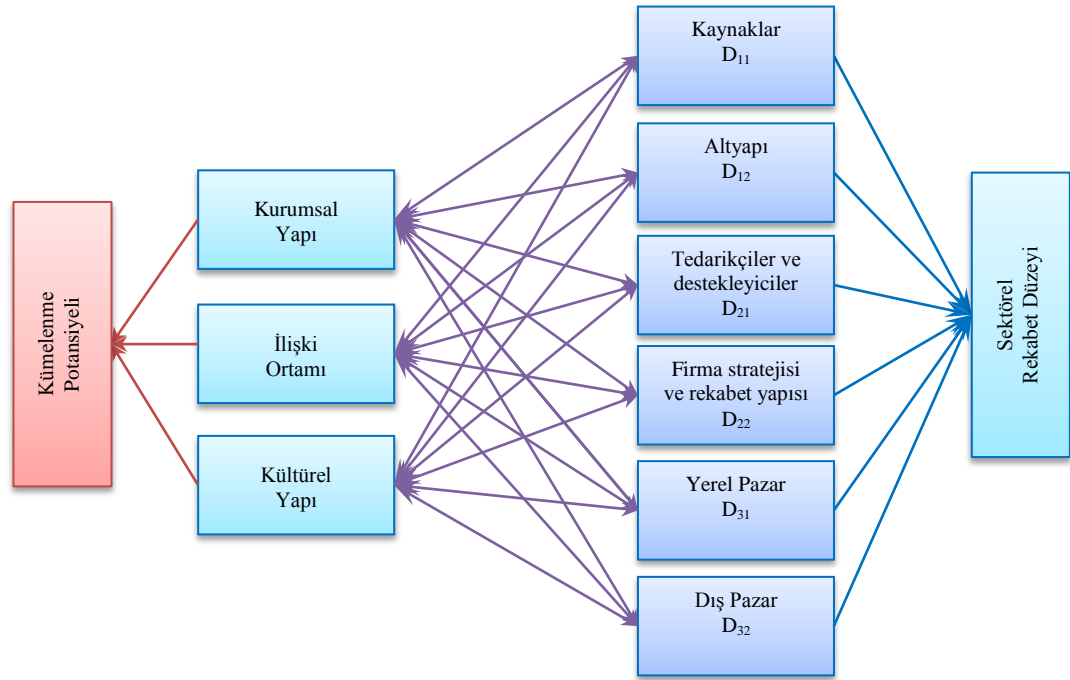 Kümelenme
Potansiyeli
Kurumsal
Yapı
İlişki
Ortamı
Kültürel
Yapı
Kaynaklar
D₁₁
Altyapı
D₁₂
Tedarikçiler ve
destekleyiciler
D₂₁
Firma stratejisi
ve rekabet yapısı
D₂₂
Yerel Pazar
D₃₁
Dış Pazar
D₃₂
Sektörel
Rekabet Düzeyi